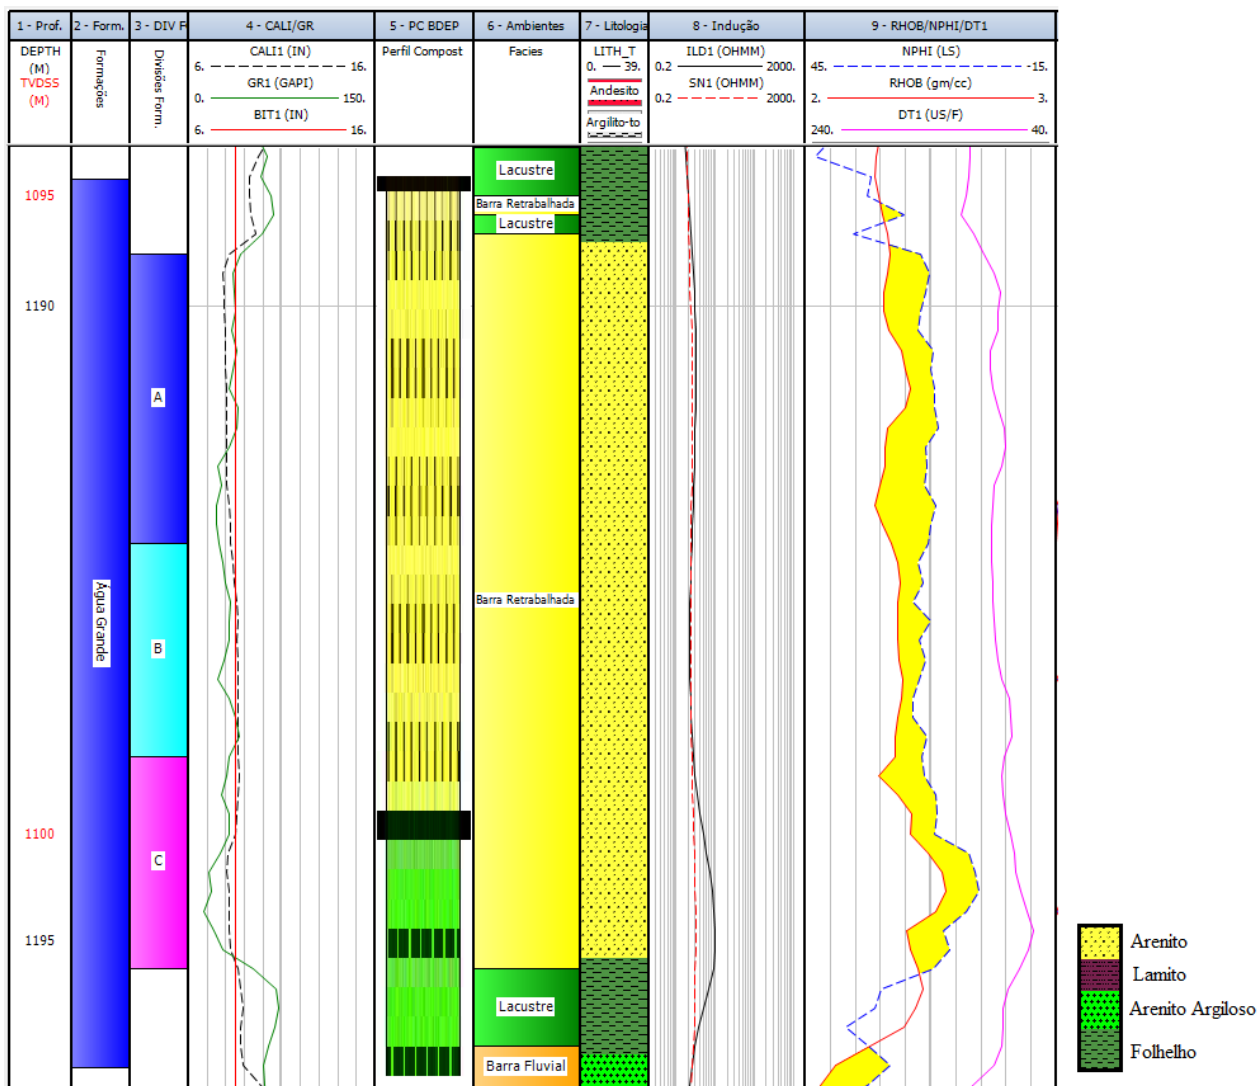 1 - Prof.
2 - Form.
3 - DIV F
4 - CALI/GR
5 - PC BDEP
6 - Ambientes
7 - Litologia
8 - Indução
9 - RHOB/NPHI/DT1
DEPTH
(M)
TVDSS
(M)
Formações
Divisões Form.
CALI1 (IN)
6. 16.
GR1 (GAPI)
0. 150.
BIT1 (IN)
6. 16.
Perfil Compost
Facies
LITH_T
0. 39.
Andesito
Argilito-to
ILD1 (OHMM)
0.2 2000.
SN1 (OHMM)
0.2 2000.
NPHI (LS)
45. -15.
RHOB (gm/cc)
2. 3.
DT1 (US/F)
240. 40.
1095
1190
1100
1195
Água Grande
A
B
C
Lacustre
Barra Retrabalhada
Lacustre
Barra Retrabalhada
Lacustre
Barra Fluvial
Arenito
Lamito
Arenito Argiloso
Folhelho